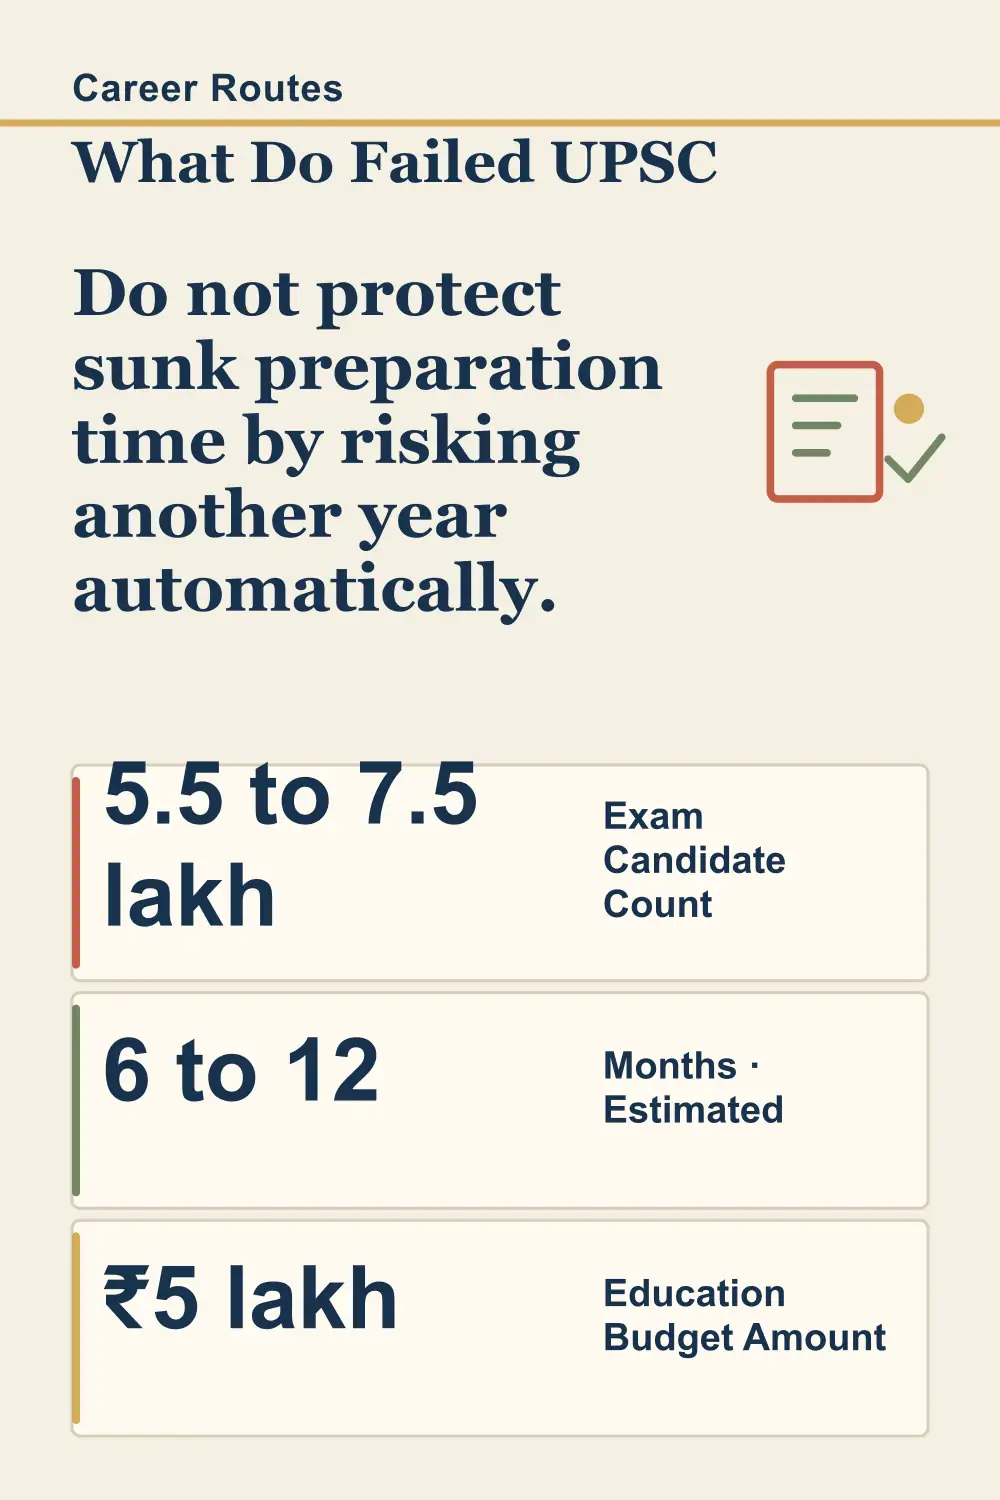 Career Routes
What Do Failed UPSC
Do not protect
sunk preparation
time by risking
another year
automatically.
5.5 to 7.5
lakh
Exam
Candidate
Count
6 to 12
Months ·
Estimated
₹5 lakh
Education
Budget Amount